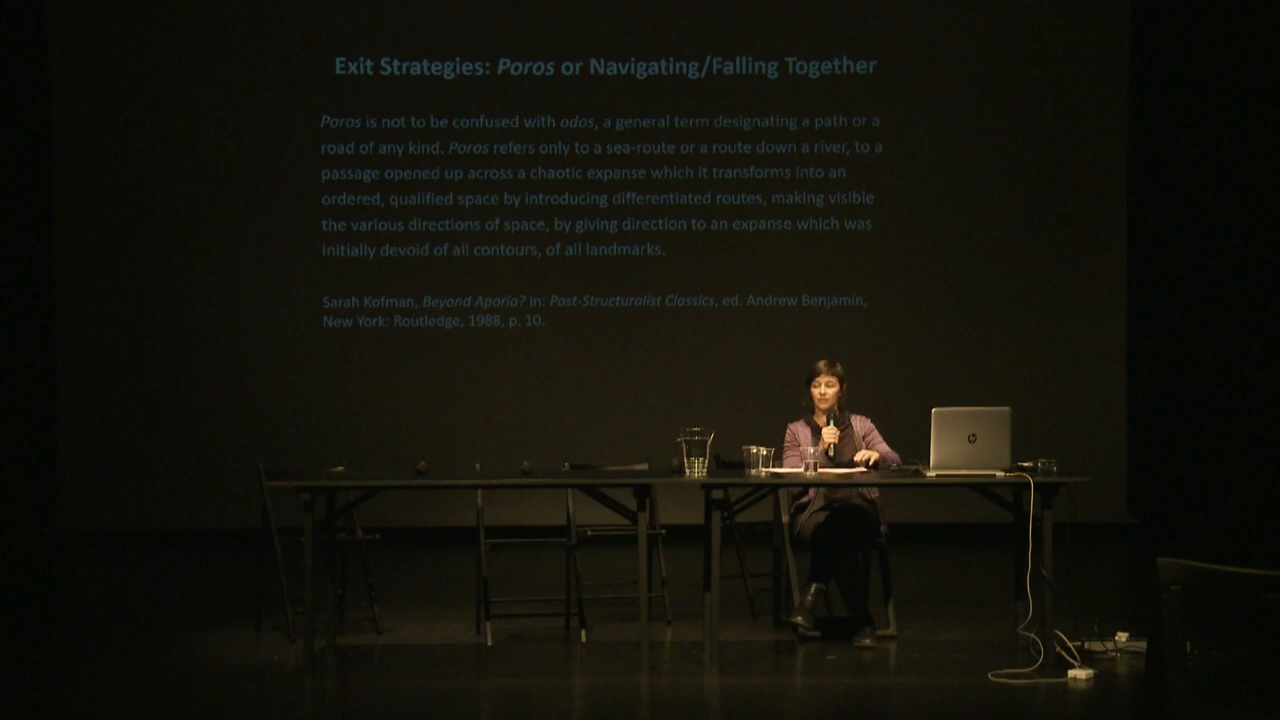 Exit Strategies: Poros or Navigating/Falling Together
Poros is not to be confused with odos, a general term designating a path or a
road of any kind. Poros refers only to a sea-route or a route down a river, to a
passage opened up across a chaotic expanse which it transforms into an
ordered, qualified space by introducing differentiated routes, making visible
the various directions of space, by giving direction to an expanse which was
initially devoid of all contours, of all landmarks.
Sarah Kofman, Beyond Aporia? In: Post-Structuralist Classics, ed. Andrew Benjamin,
New York: Routledge, 1988, p. 10.
hp